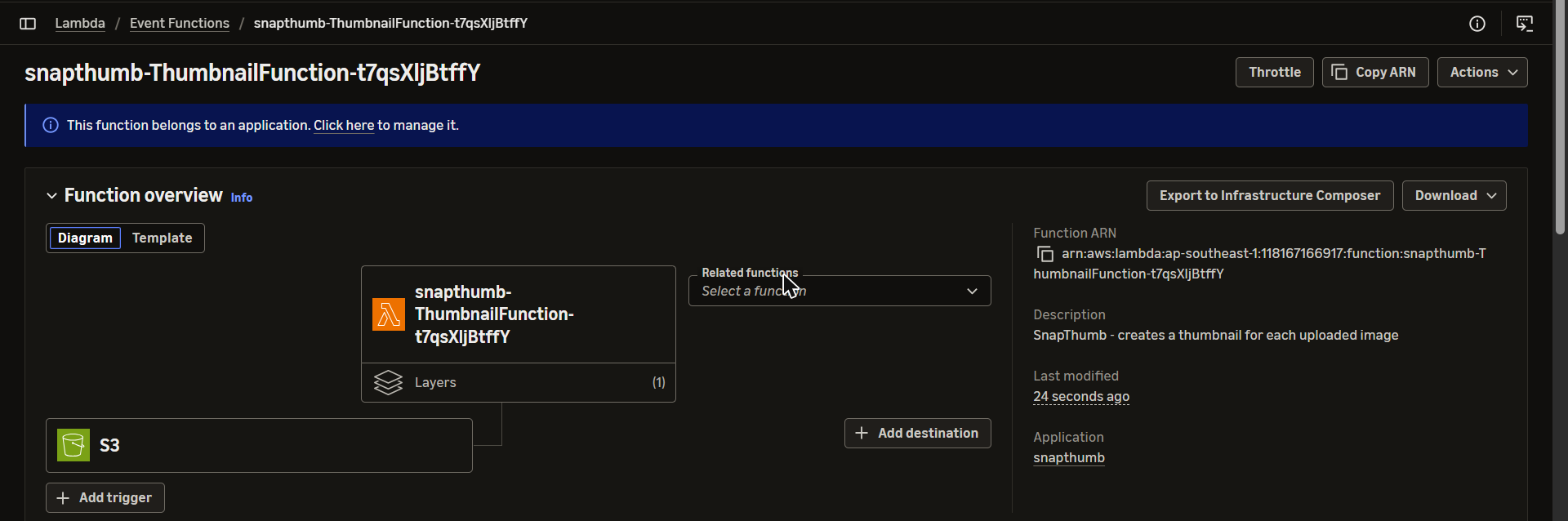 Lambda / Event Functions / snapthumb-ThumbnailFunction-t7qsXljBtffY
snapthumb-ThumbnailFunction-t7qsXljBtffY
Throttle
Copy ARN
Actions
This function belongs to an application. Click here to manage it.
Function overview Info
Export to Infrastructure Composer
Download
Diagram
Template
snapthumb-
ThumbnailFunction-
t7qsXljBtffY
Layers (1)
Related functions
Select a function
S3
Add trigger
Add destination
Function ARN
arn:aws:lambda:ap-southeast-1:118167166917:function:snapthumb-T
humbnailFunction-t7qsXljBtffY
Description
SnapThumb - creates a thumbnail for each uploaded image
Last modified
24 seconds ago
Application
snapthumb